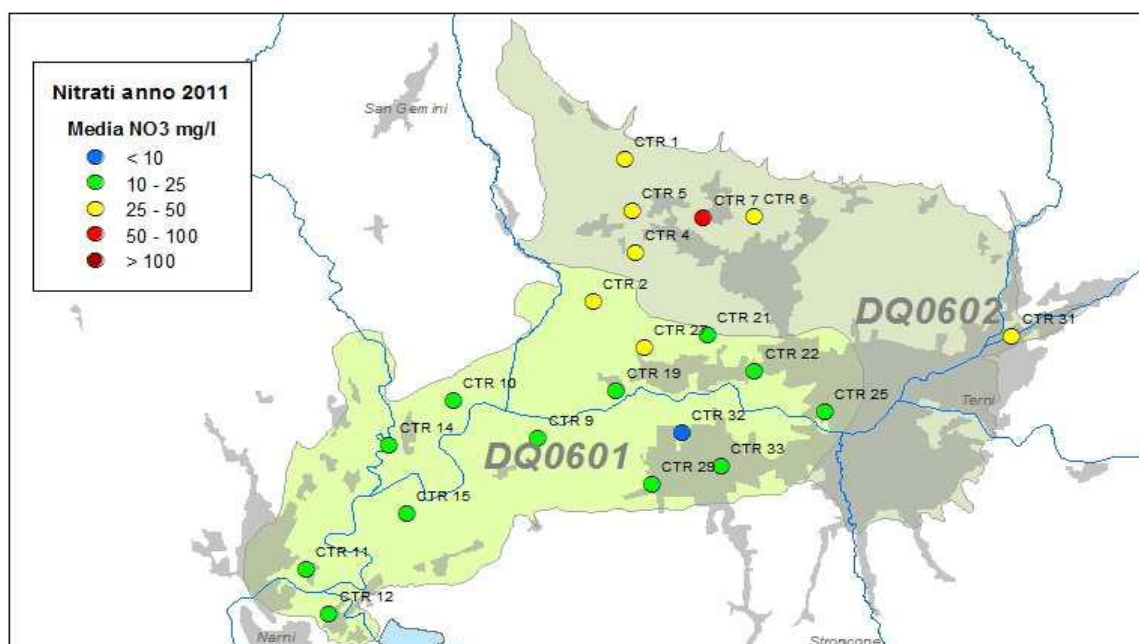 Nitrati anno 2011
Media NO3 mg/l
< 10
10 - 25
25 - 50
50 - 100
> 100
San Gemini
CTR 1
CTR 5
CTR 7
CTR 6
CTR 4
CTR 2
DQ0602
CTR 21
CTR 27
CTR 31
CTR 22
CTR 19
CTR 10
Terni
CTR 25
CTR 32
CTR 9
CTR 14
DQ0601
CTR 33
CTR 29
CTR 15
CTR 11
CTR 12
Narni
Stroncone